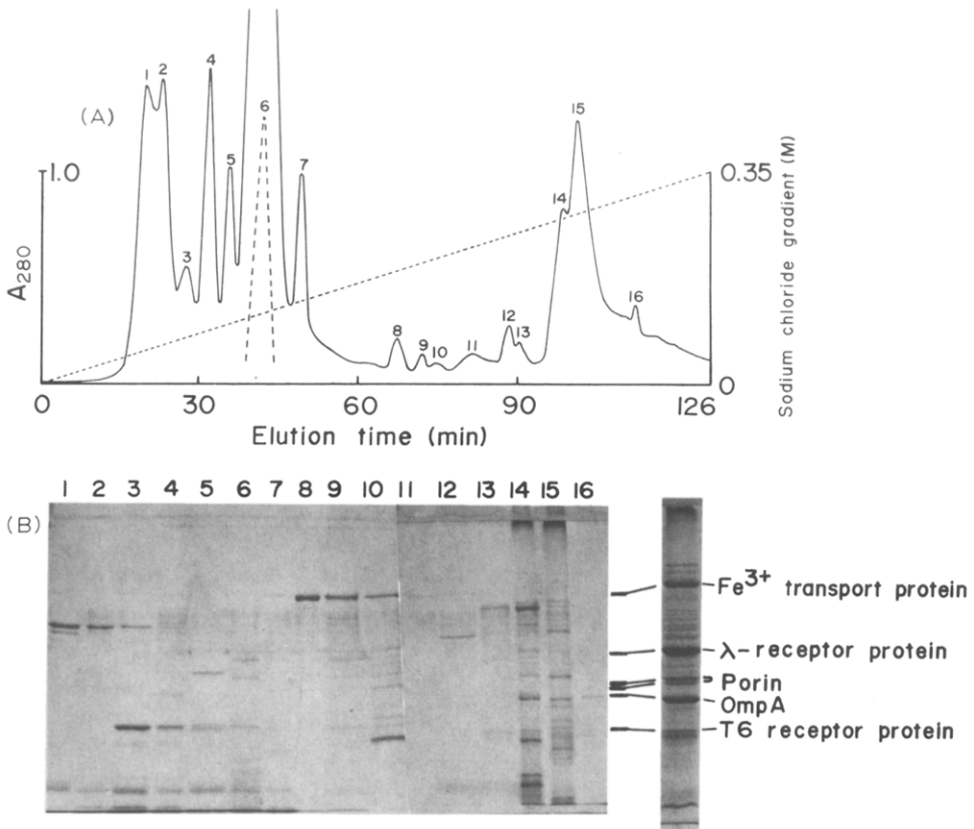 (A)
1 2 3 4 5 6 7 8 9 10 11 12 13 14 15 16
1.0
A280
0.35
0
Sodium chloride gradient (M)
0 30 60 90 126
Elution time (min)
(B)
1 2 3 4 5 6 7 8 9 10 11 12 13 14 15 16
Fe3+ transport protein
λ-receptor protein
Porin
OmpA
T6 receptor protein